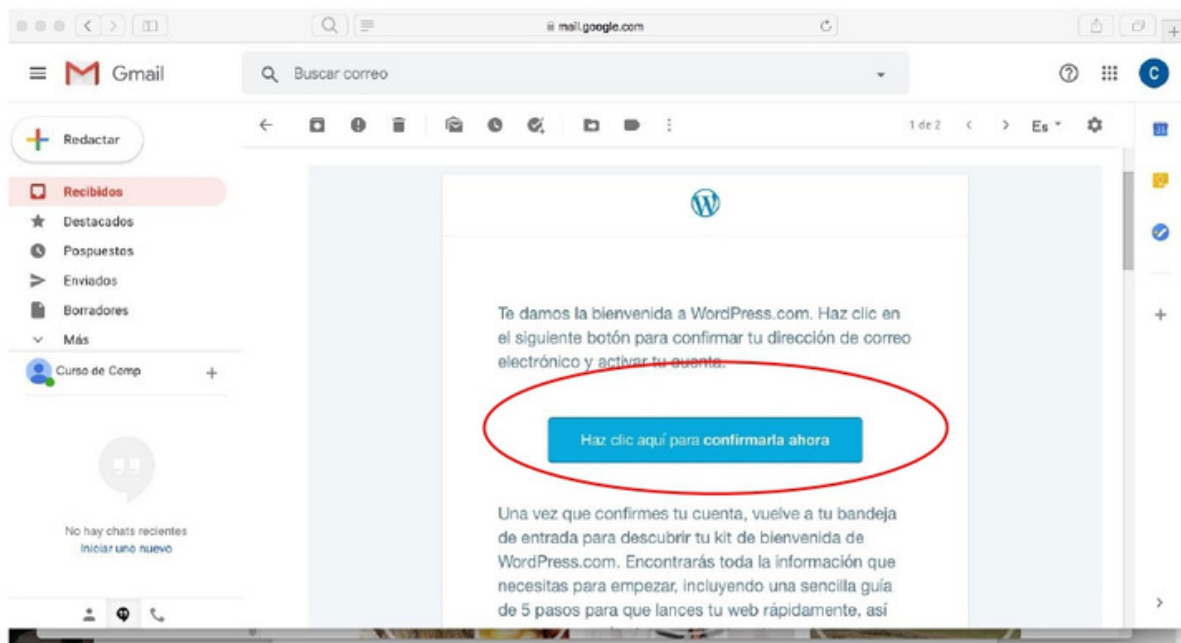 mail.google.com
Gmail
Buscar correo
Redactar
1 de 2
Es
31
C
Recibidos
Destacados
Pospuestos
Enviados
Borradores
Más
Curso de Comp
No hay chats recientes
Iniciar uno nuevo
W
Te damos la bienvenida a WordPress.com. Haz clic en
el siguiente botón para confirmar tu dirección de correo
electrónico y activar tu cuenta.
Haz clic aquí para confirmarla ahora
Una vez que confirmes tu cuenta, vuelve a tu bandeja
de entrada para descubrir tu kit de bienvenida de
WordPress.com. Encontrarás toda la información que
necesitas para empezar, incluyendo una sencilla guía
de 5 pasos para que lances tu web rápidamente, así